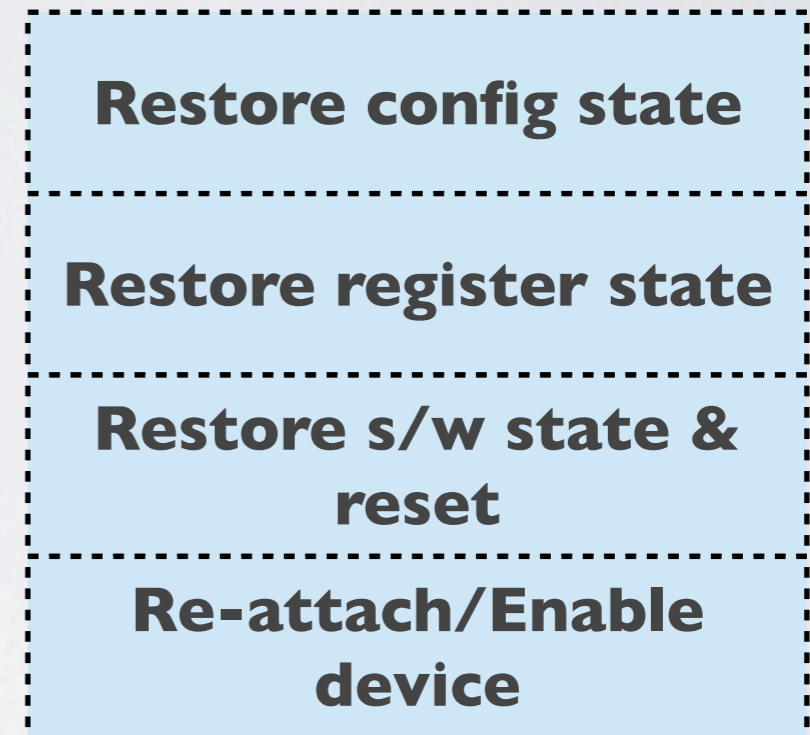 Restore config state
Restore register state
Restore s/w state &
reset
Re-attach/Enable
device